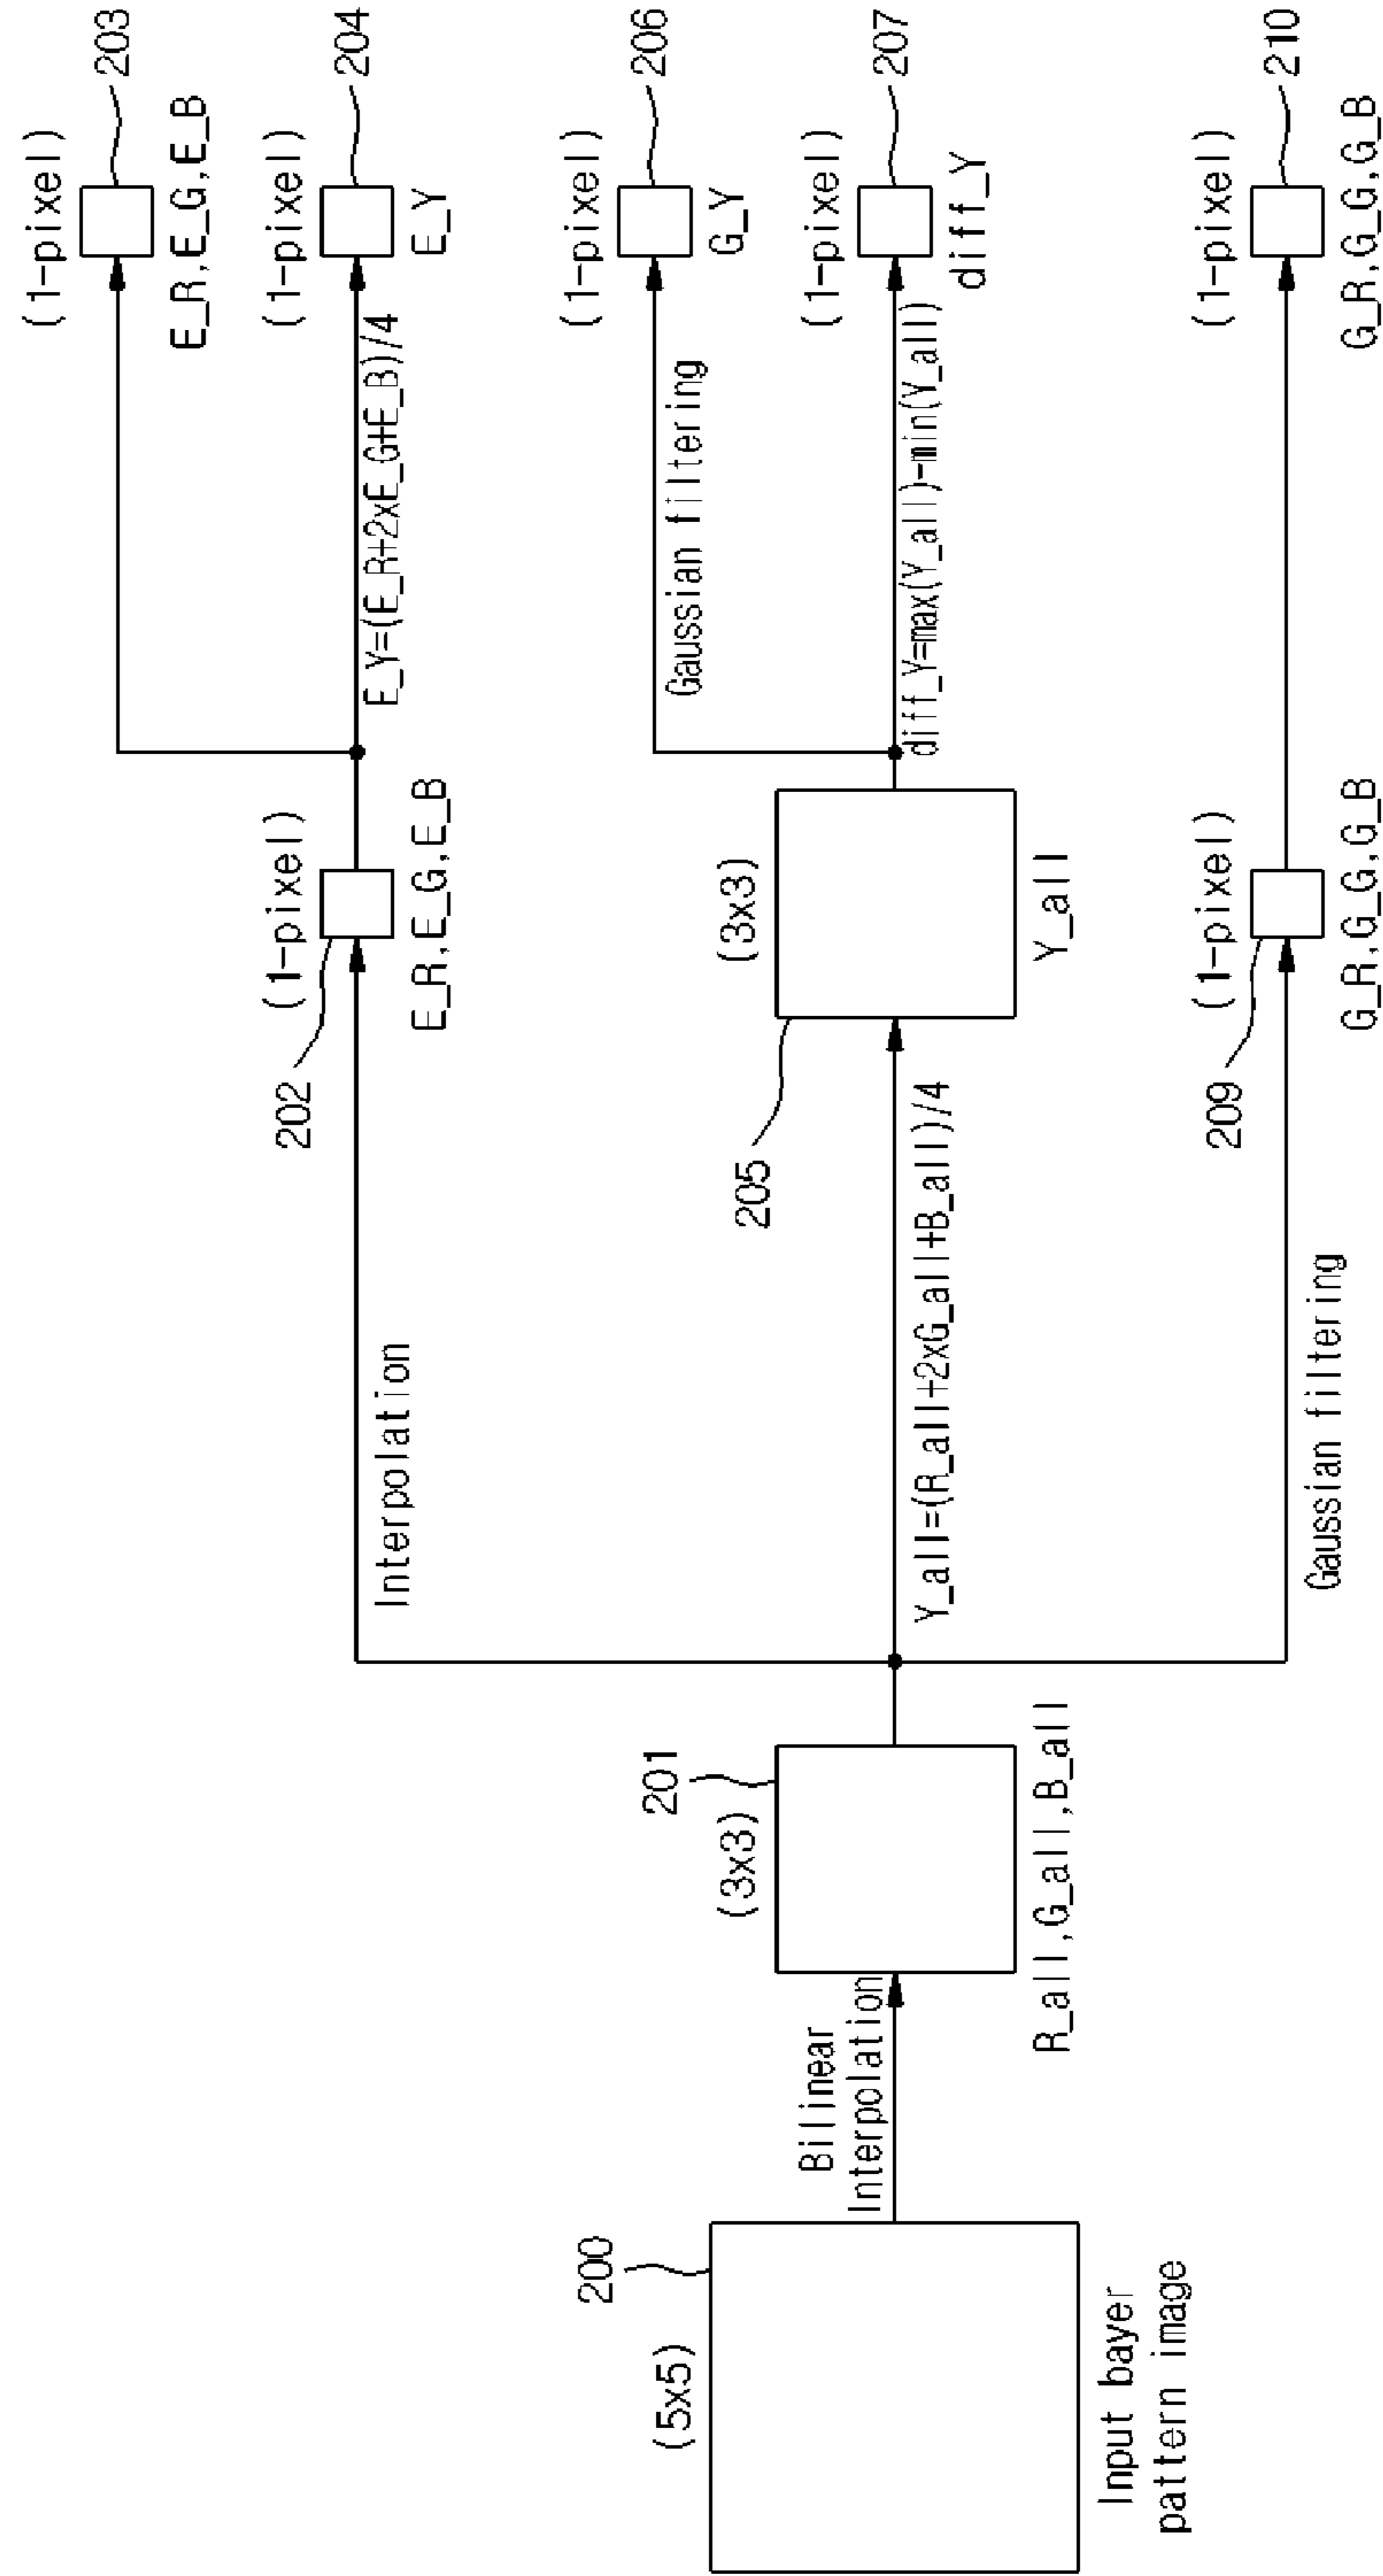 200
(5x5)
Input bayer
pattern image
Bilinear
Interpolation
201
(3x3)
R_all,G_all,B_all
Interpolation
202
(1-pixel)
E_R,E_G,E_B
(1-pixel)
203
E_R,E_G,E_B
E_Y=(E_R+2xE_G+E_B)/4
(1-pixel)
204
E_Y
Y_all=(R_all+2xG_all+B_all)/4
205
(3x3)
Y_all
Gaussian filtering
(1-pixel)
206
G_Y
diff_Y=max(Y_all)-min(Y_all)
(1-pixel)
207
diff_Y
Gaussian filtering
209
(1-pixel)
G_R,G_G,G_B
(1-pixel)
210
G_R,G_G,G_B